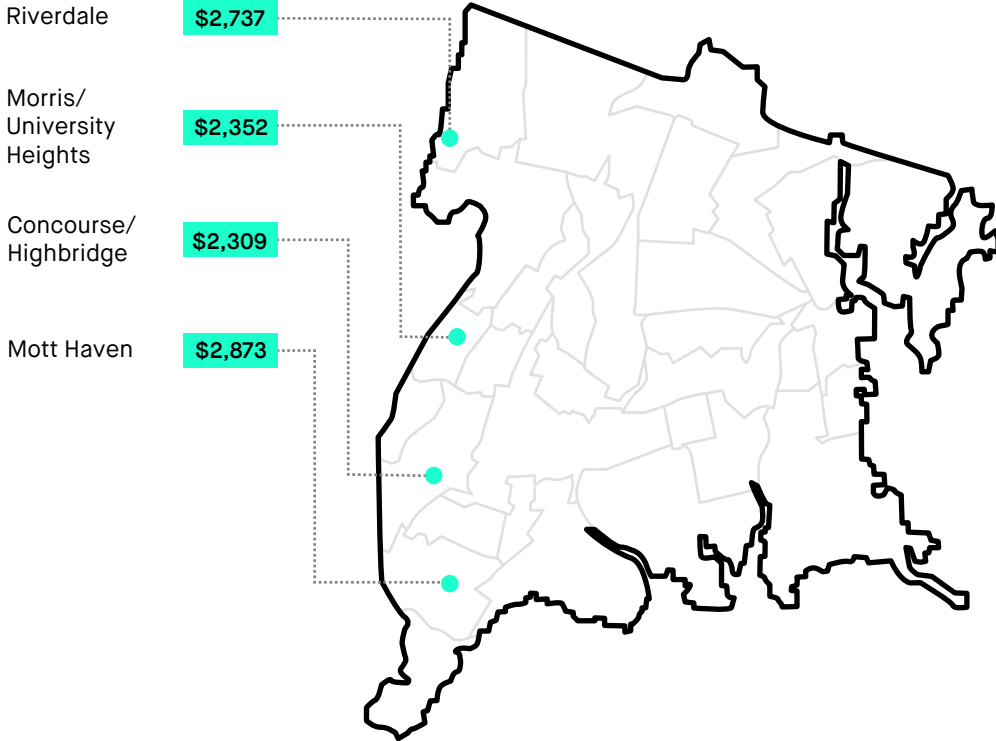 Riverdale
$2,737
Morris/
University
Heights
$2,352
Concourse/
Highbridge
$2,309
Mott Haven
$2,873